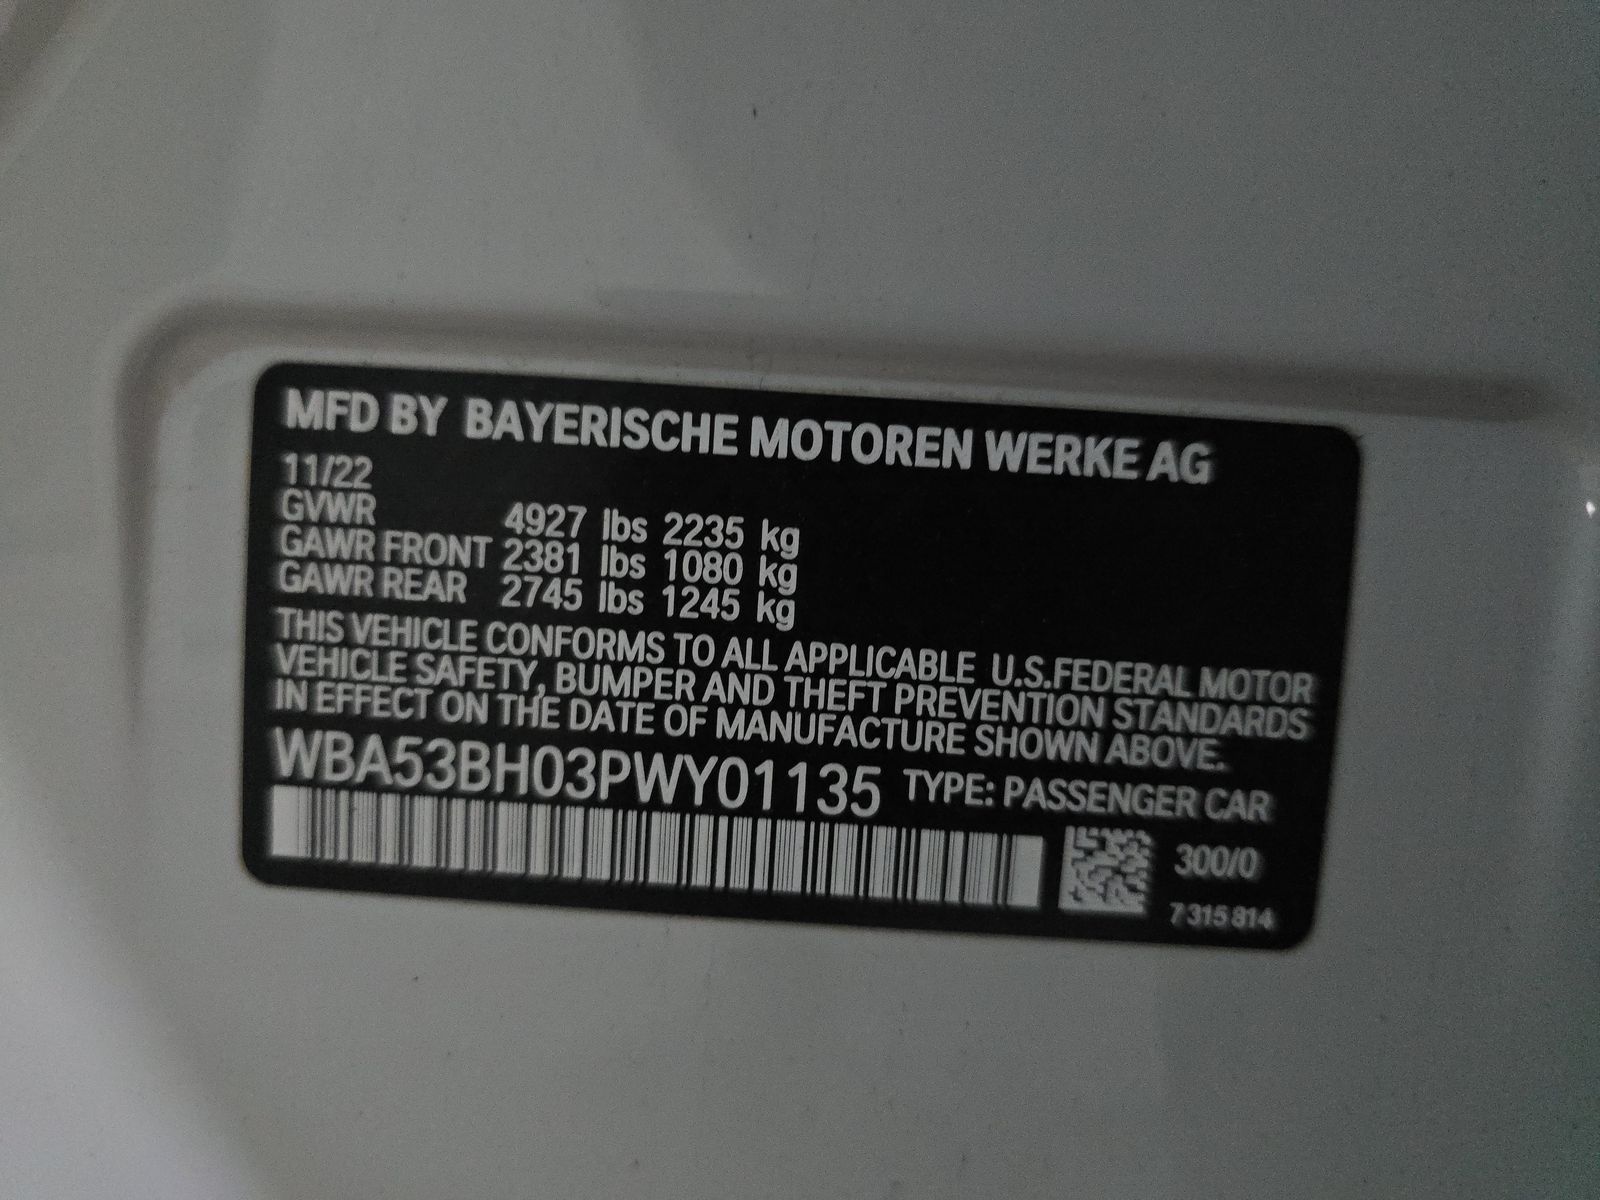 MFD BY BAYERISCHE MOTOREN WERKE AG
11/22
GVWR 4927 lbs 2235 kg
GAWR FRONT 2381 lbs 1080 kg
GAWR REAR 2745 lbs 1245 kg
THIS VEHICLE CONFORMS TO ALL APPLICABLE U.S.FEDERAL MOTOR
VEHICLE SAFETY, BUMPER AND THEFT PREVENTION STANDARDS
IN EFFECT ON THE DATE OF MANUFACTURE SHOWN ABOVE.
WBA53BH03PWY01135 TYPE: PASSENGER CAR
300/0
7 315 814